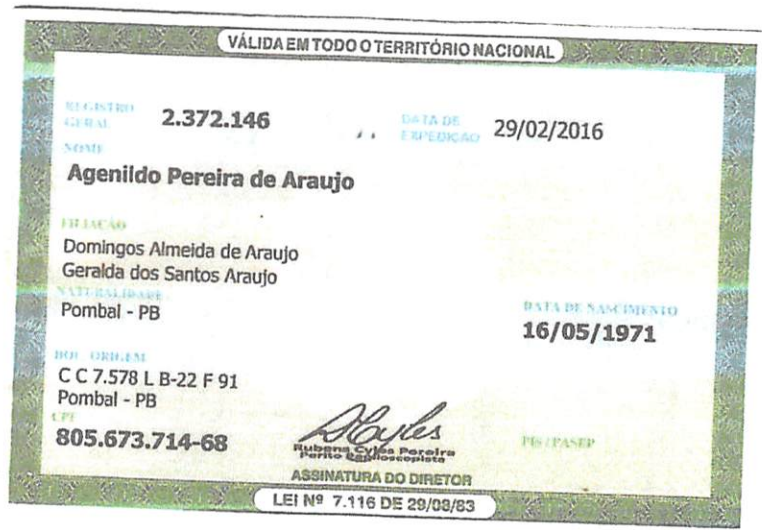 VÁLIDA EM TODO O TERRITÓRIO NACIONAL
REGISTRO GERAL 2.372.146 DATA DE EXPEDIÇÃO 29/02/2016
NOME
Agenildo Pereira de Araujo
FILIAÇÃO
Domingos Almeida de Araujo
Geralda dos Santos Araujo
NATURALIDADE
Pombal - PB
DATA DE NASCIMENTO
16/05/1971
DOC ORIGEM
C C 7.578 L B-22 F 91
Pombal - PB
CPF
805.673.714-68
PIS / PASEP
Rubens Cyles Pereira
Perito Papiloscopista
ASSINATURA DO DIRETOR
LEI Nº 7.116 DE 29/08/83